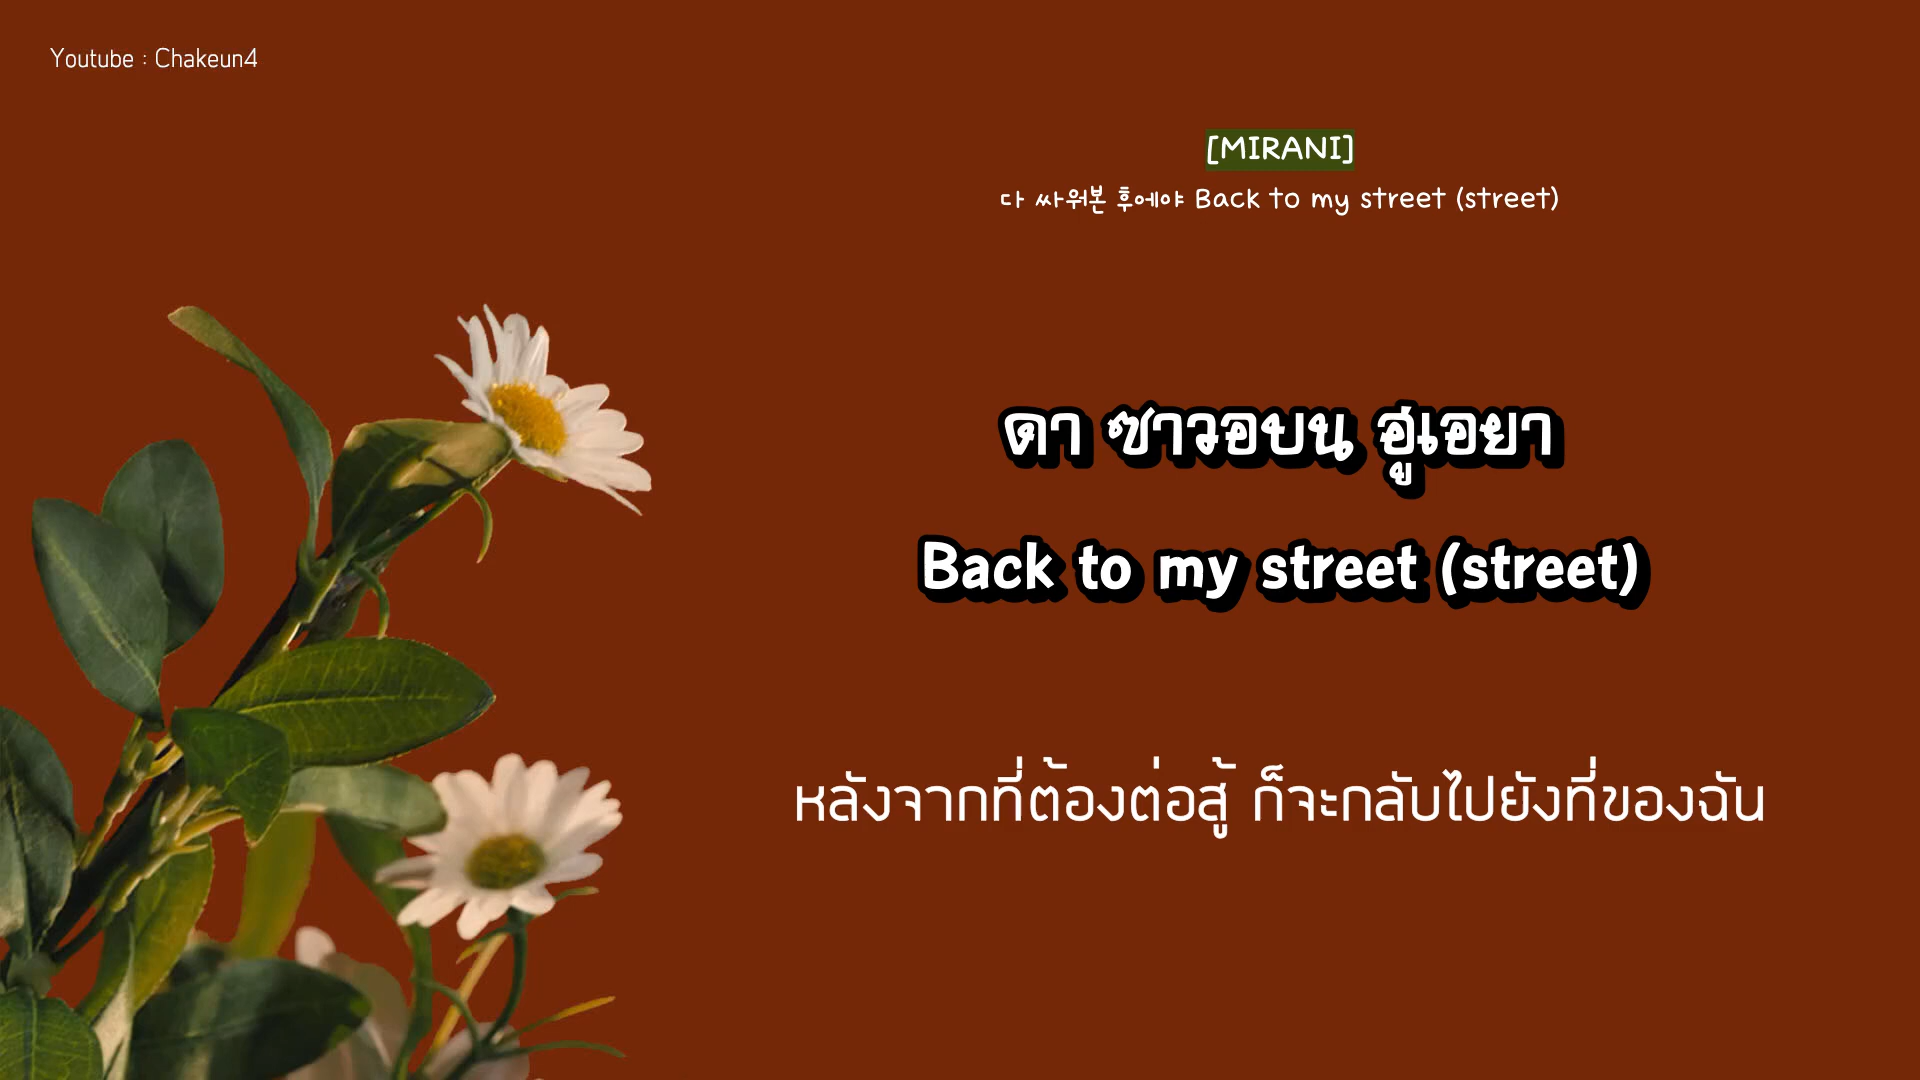 Youtube : Chakeun4
[MIRANI]
다 싸워본 후에야 Back to my street (street)
ดา ซาวอบน ฮูเอยา
Back to my street (street)
หลังจากที่ต้องต่อสู้ ก็จะกลับไปยังที่ของฉัน